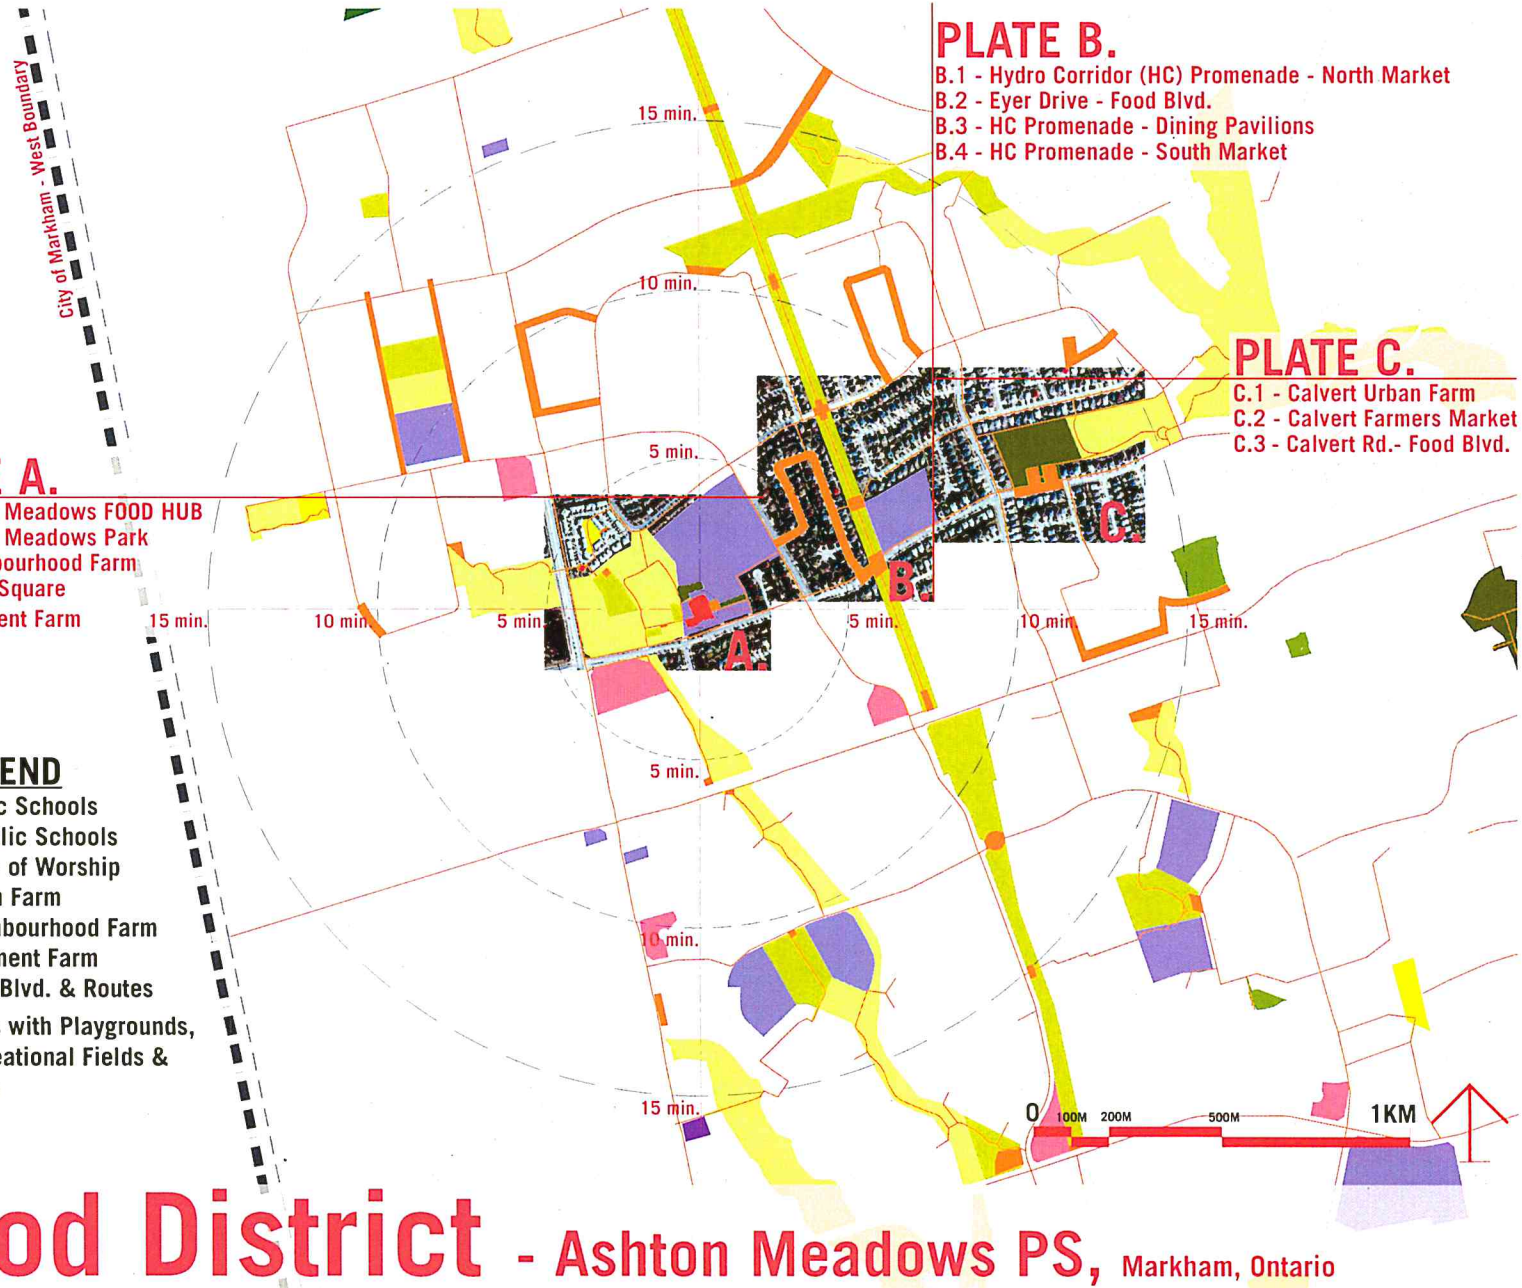 PLATE B.
B.1 - Hydro Corridor (HC) Promenade - North Market
B.2 - Eyer Drive - Food Blvd.
B.3 - HC Promenade - Dining Pavilions
B.4 - HC Promenade - South Market
City of Markham - West Boundary
15 min.
10 min.
PLATE C.
C.1 - Calvert Urban Farm
C.2 - Calvert Farmers Market
C.3 - Calvert Rd.- Food Blvd.
5 min.
A.
Meadows FOOD HUB
Meadows Park
bourhood Farm
Square
ent Farm
C.
B.
A.
15 min.
10 min.
5 min.
5 min.
10 min.
15 min.
5 min.
END
c Schools
lic Schools
of Worship
Farm
bourhood Farm
ment Farm
Blvd. & Routes
with Playgrounds,
eational Fields &
10 min.
15 min.
0 100M 200M 500M 1KM
od District - Ashton Meadows PS, Markham, Ontario